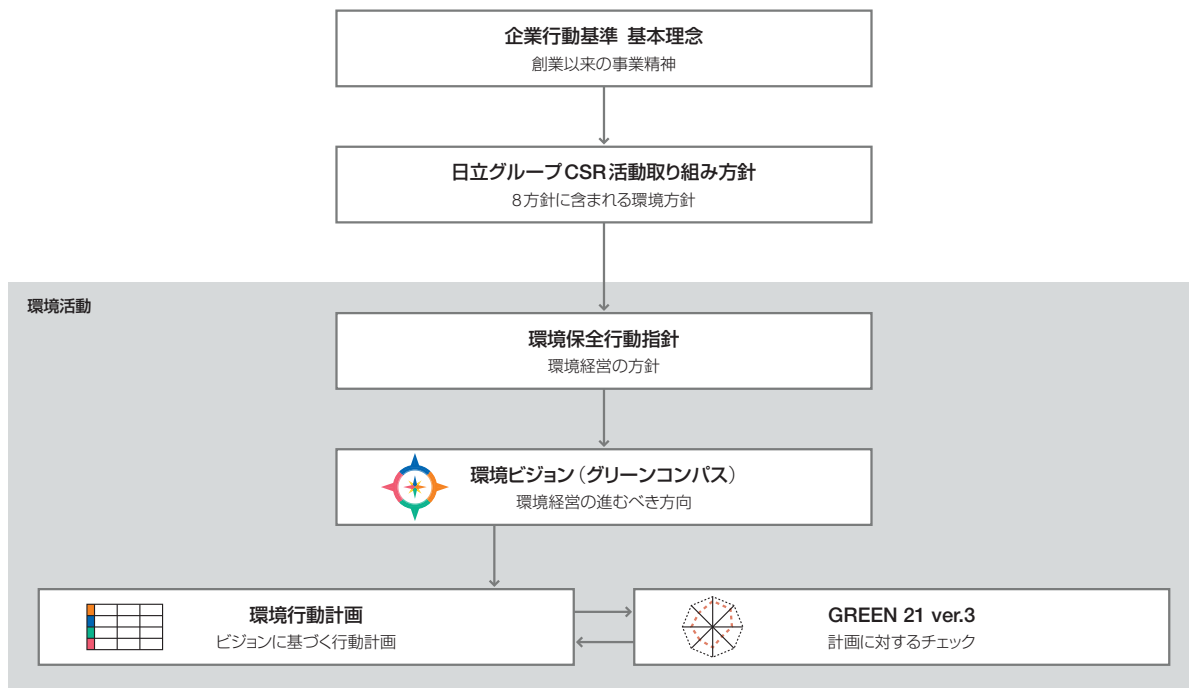 企業行動基準 基本理念
創業以来の事業精神
日立グループCSR活動取り組み方針
8方針に含まれる環境方針
環境活動
環境保全行動指針
環境経営の方針
環境ビジョン（グリーンコンパス）
環境経営の進むべき方向
環境行動計画
ビジョンに基づく行動計画
GREEN 21 ver.3
計画に対するチェック